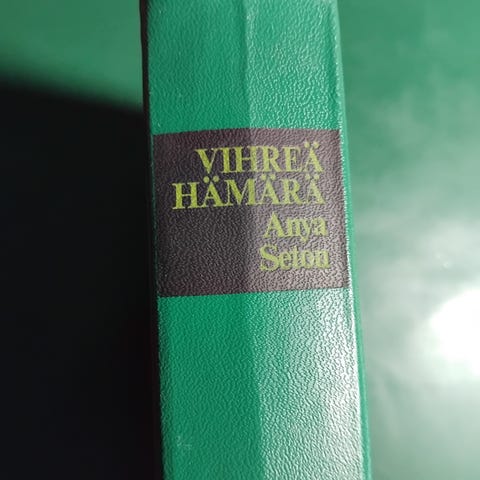 VIHREÄ
HÄMÄRÄ
Anya
Seton